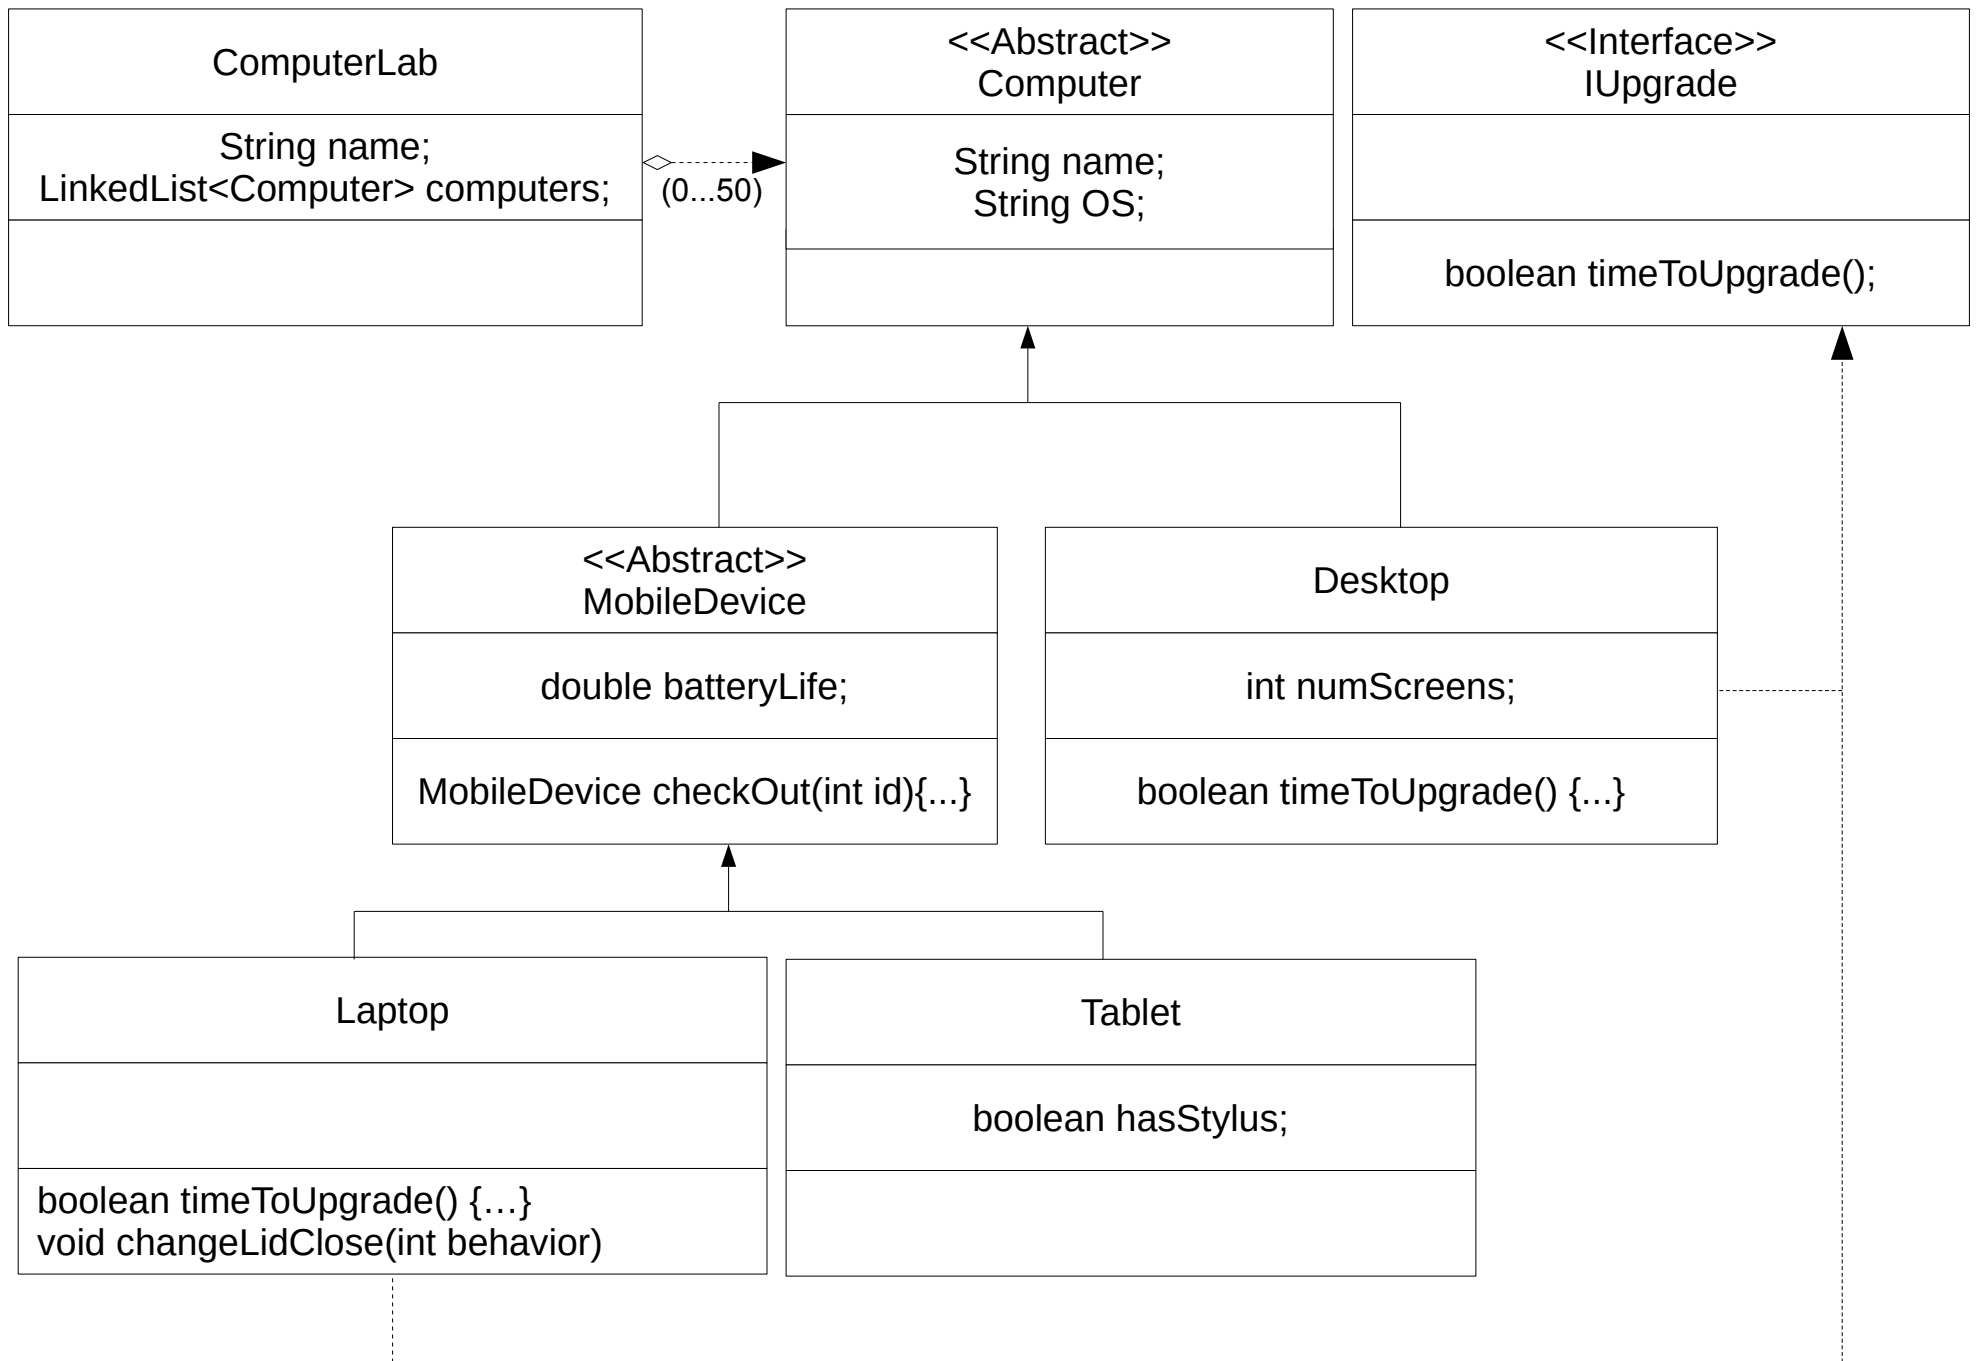 ComputerLab
String name;
LinkedList<Computer> computers;
(0...50)
<<Abstract>>
Computer
String name;
String OS;
<<Interface>>
IUpgrade
boolean timeToUpgrade();
<<Abstract>>
MobileDevice
double batteryLife;
MobileDevice checkOut(int id){...}
Desktop
int numScreens;
boolean timeToUpgrade() {...}
Laptop
boolean timeToUpgrade() {...}
void changeLidClose(int behavior)
Tablet
boolean hasStylus;